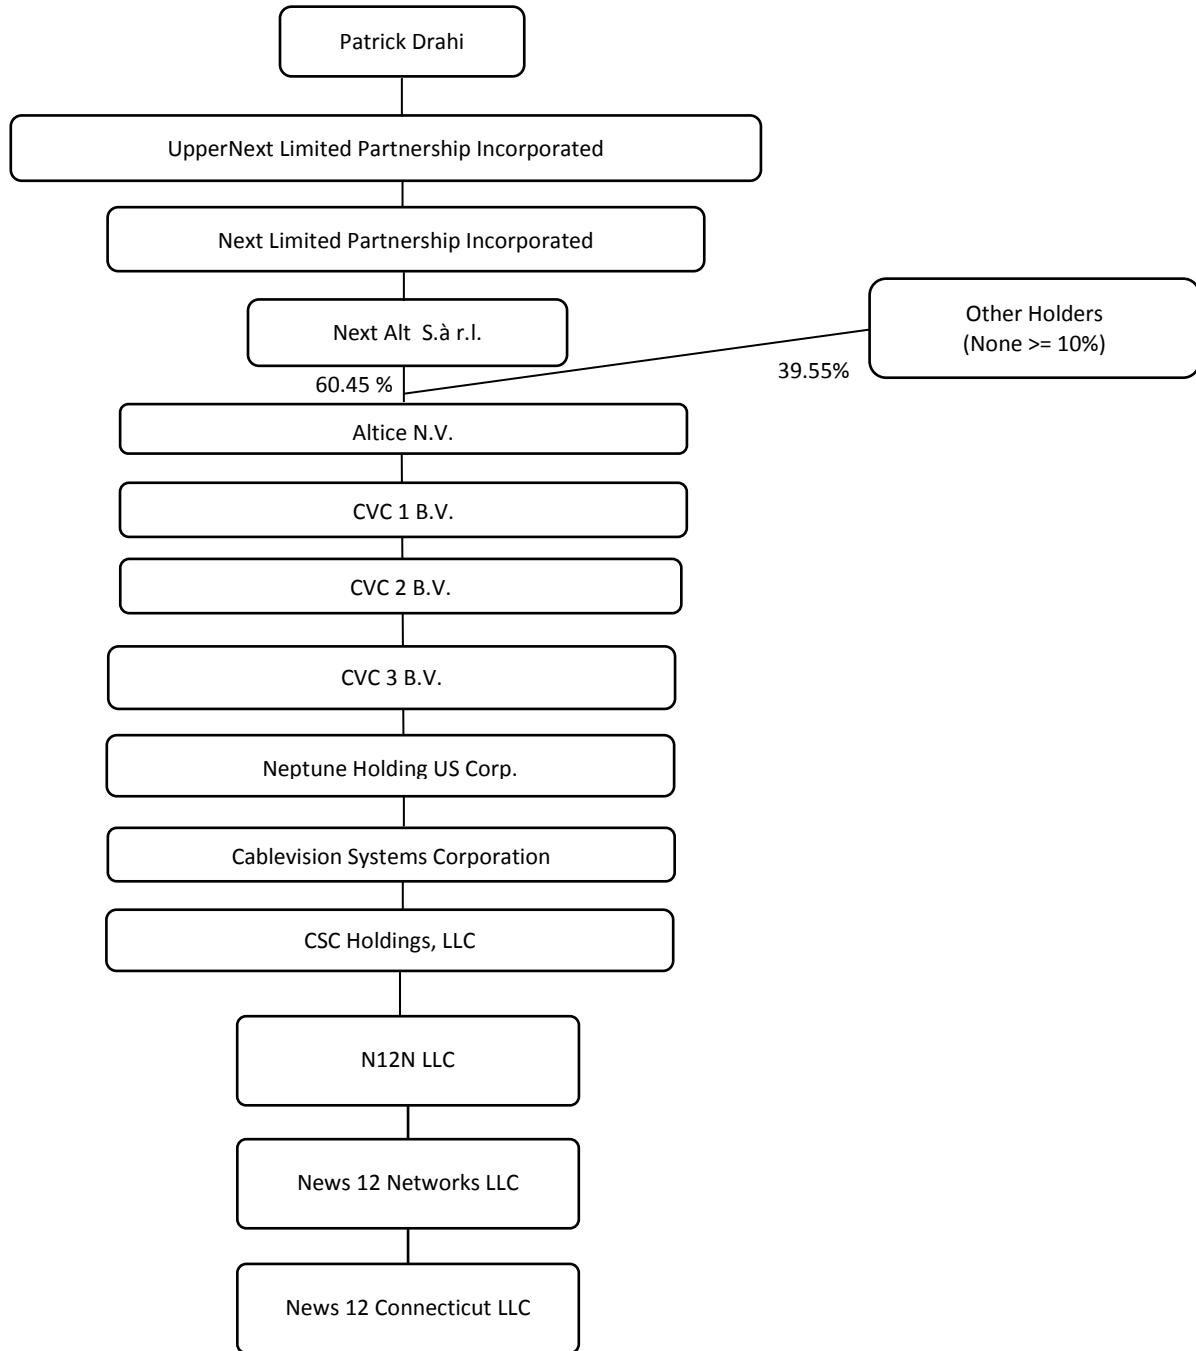 Patrick Drahi
UpperNext Limited Partnership Incorporated
Next Limited Partnership Incorporated
Next Alt S.à r.l.
Other Holders
(None >= 10%)
60.45 %
39.55%
Altice N.V.
CVC 1 B.V.
CVC 2 B.V.
CVC 3 B.V.
Neptune Holding US Corp.
Cablevision Systems Corporation
CSC Holdings, LLC
N12N LLC
News 12 Networks LLC
News 12 Connecticut LLC